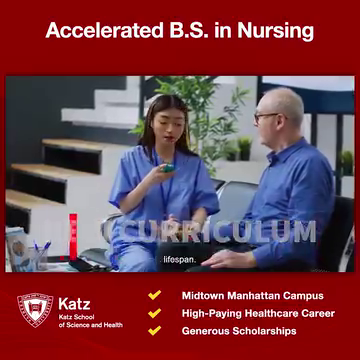 Accelerated B.S. in Nursing
CURRICULUM
lifespan.
Katz
Katz School
of Science and Health
Midtown Manhattan Campus
High-Paying Healthcare Career
Generous Scholarships